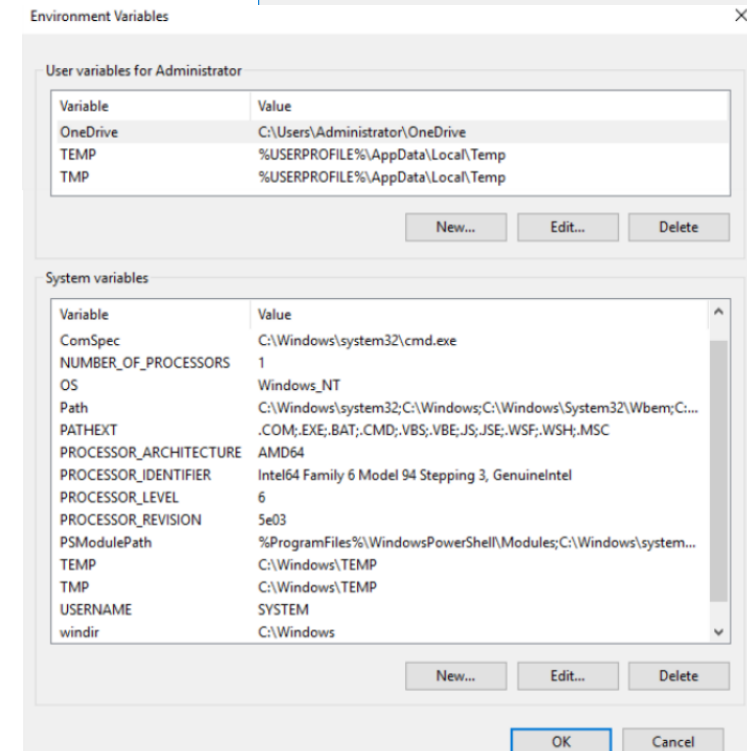 Environment Variables
User variables for Administrator
Variable Value
OneDrive C:\Users\Administrator\OneDrive
TEMP %USERPROFILE%\AppData\Local\Temp
TMP %USERPROFILE%\AppData\Local\Temp
New... Edit... Delete
System variables
Variable Value
ComSpec C:\Windows\system32\cmd.exe
NUMBER_OF_PROCESSORS 1
OS Windows_NT
Path C:\Windows\system32;C:\Windows;C:\Windows\System32\Wbem;C:...
PATHEXT .COM;.EXE;.BAT;.CMD;.VBS;.VBE;.JS;.JSE;.WSF;.WSH;.MSC
PROCESSOR_ARCHITECTURE AMD64
PROCESSOR_IDENTIFIER Intel64 Family 6 Model 94 Stepping 3, GenuineIntel
PROCESSOR_LEVEL 6
PROCESSOR_REVISION 5e03
PSModulePath %ProgramFiles%\WindowsPowerShell\Modules;C:\Windows\system...
TEMP C:\Windows\TEMP
TMP C:\Windows\TEMP
USERNAME SYSTEM
windir C:\Windows
New... Edit... Delete
OK Cancel